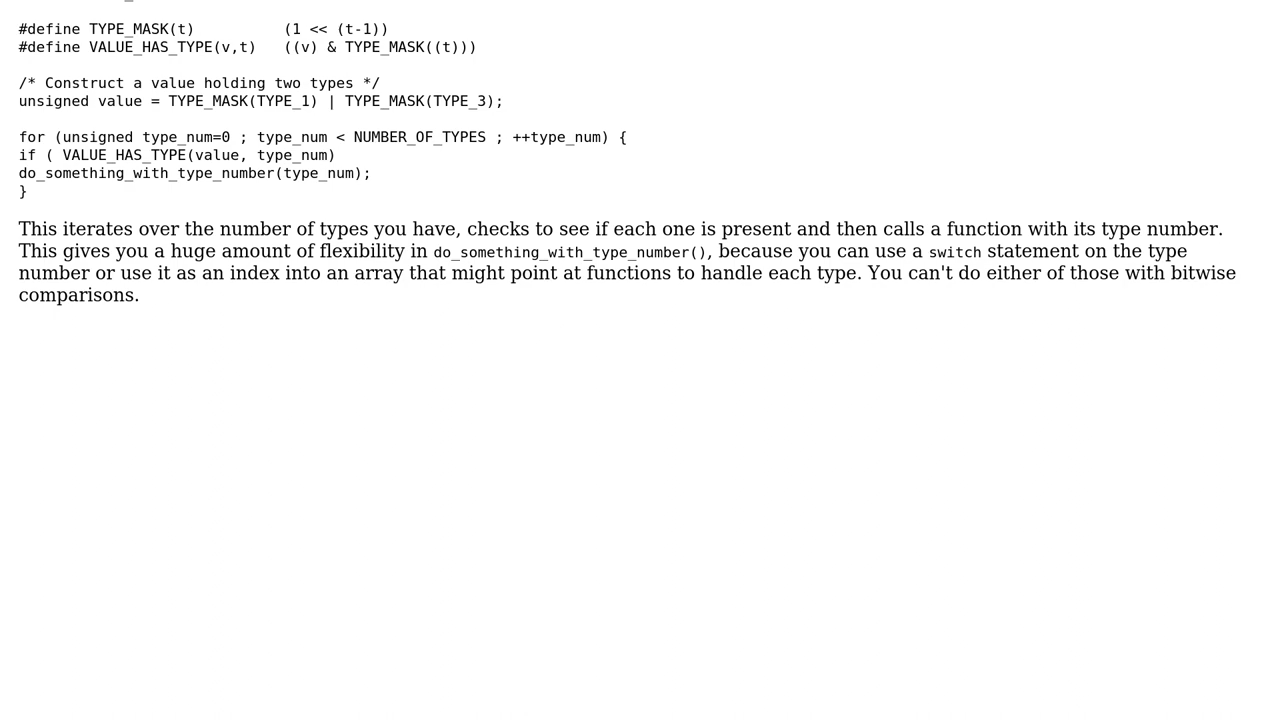 #define TYPE_MASK(t)          (1 << (t-1))
#define VALUE_HAS_TYPE(v,t)   ((v) & TYPE_MASK((t)))
/* Construct a value holding two types */
unsigned value = TYPE_MASK(TYPE_1) | TYPE_MASK(TYPE_3);
for (unsigned type_num=0 ; type_num < NUMBER_OF_TYPES ; ++type_num) {
if ( VALUE_HAS_TYPE(value, type_num)
do_something_with_type_number(type_num);
}
This iterates over the number of types you have, checks to see if each one is present and then calls a function with its type number.
This gives you a huge amount of flexibility in do_something_with_type_number(), because you can use a switch statement on the type
number or use it as an index into an array that might point at functions to handle each type. You can't do either of those with bitwise
comparisons.